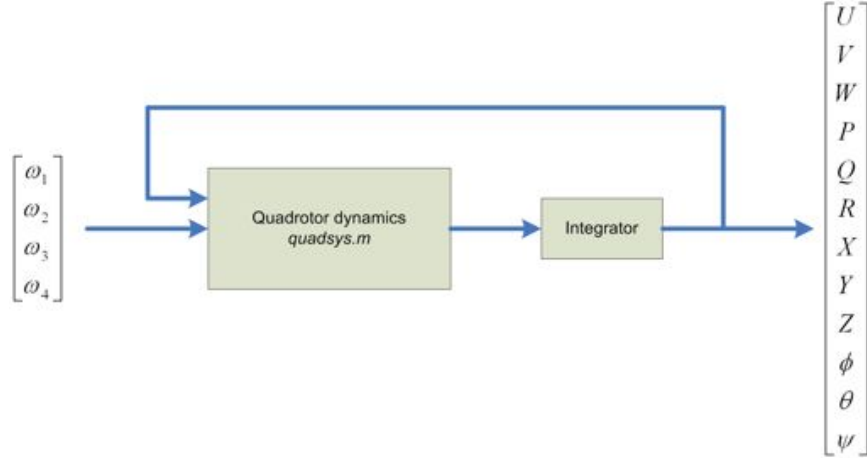 ω1
ω2
ω3
ω4
Quadrotor dynamics
quadsys.m
Integrator
U
V
W
P
Q
R
X
Y
Z
ϕ
θ
ψ